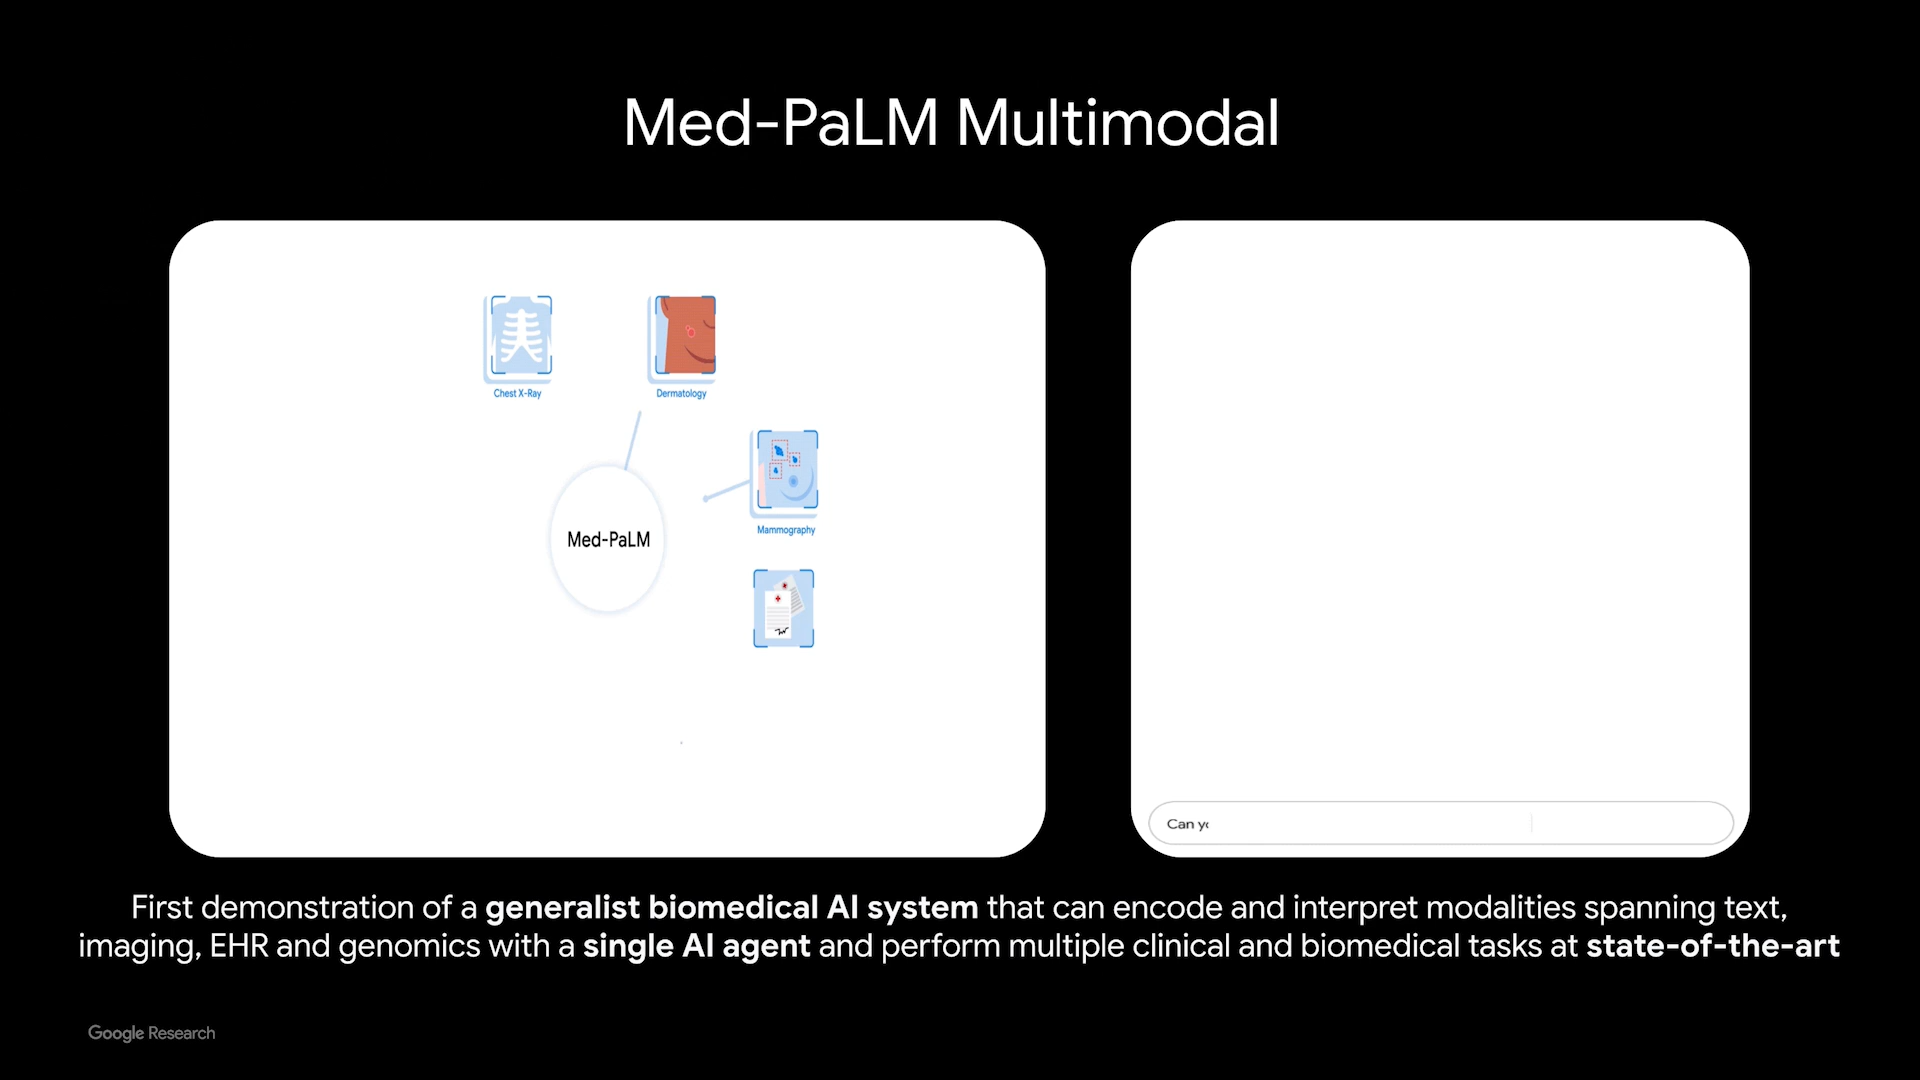 Med-PaLM Multimodal
Chest X-Ray
Dermatology
Mammography
Med-PaLM
Can
First demonstration of a generalist biomedical AI system that can encode and interpret modalities spanning text,
imaging, EHR and genomics with a single AI agent and perform multiple clinical and biomedical tasks at state-of-the-art
Google Research